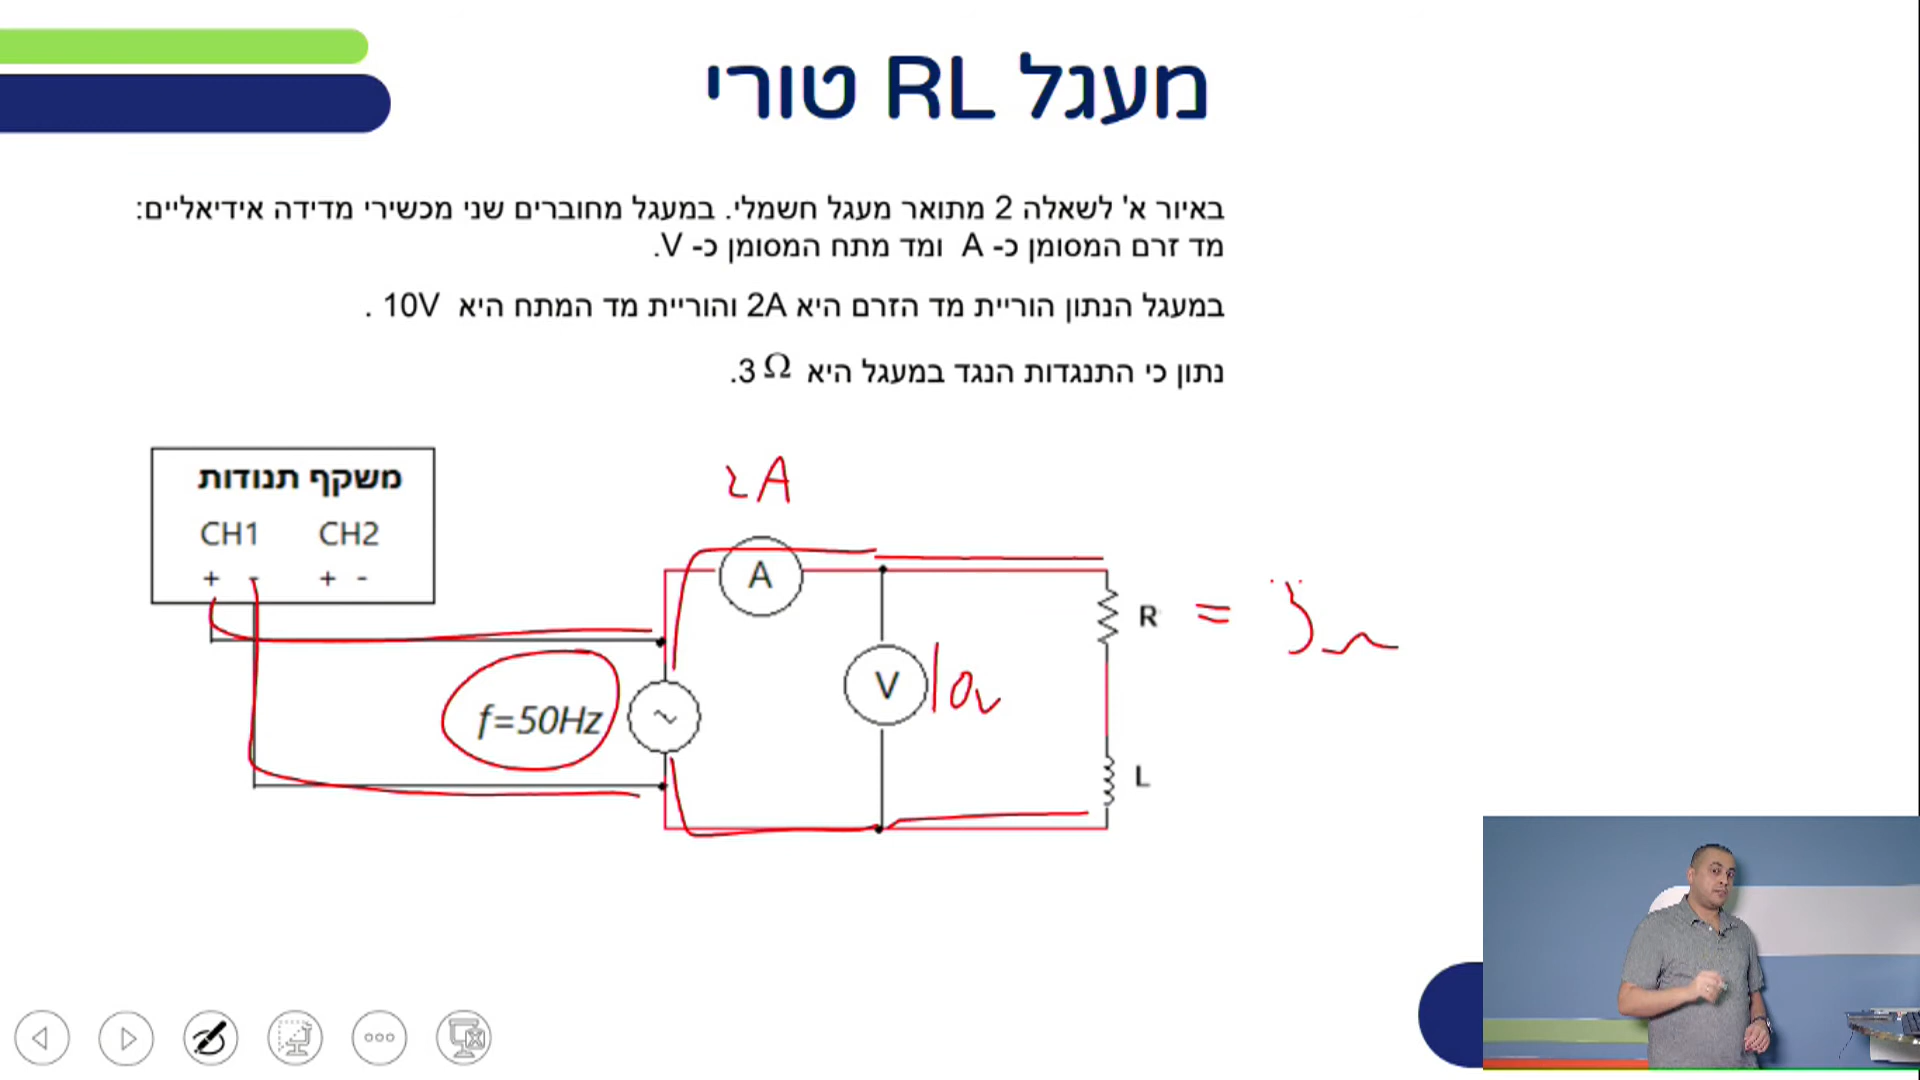 מעגל RL טורי
באיור א' לשאלה 2 מתואר מעגל חשמלי. במעגל מחוברים שני מכשירי מדידה אידיאליים:
מד זרם המסומן כ- A ומד מתח המסומן כ- V.
במעגל הנתון הוריית מד הזרם היא 2A והוריית מד המתח היא 10V .
נתון כי התנגדות הנגד במעגל היא 3 Ω.
משקף תנודות
CH1 CH2
+ - + -
2A
A
R = 3Ω
V 10v
f=50Hz
L